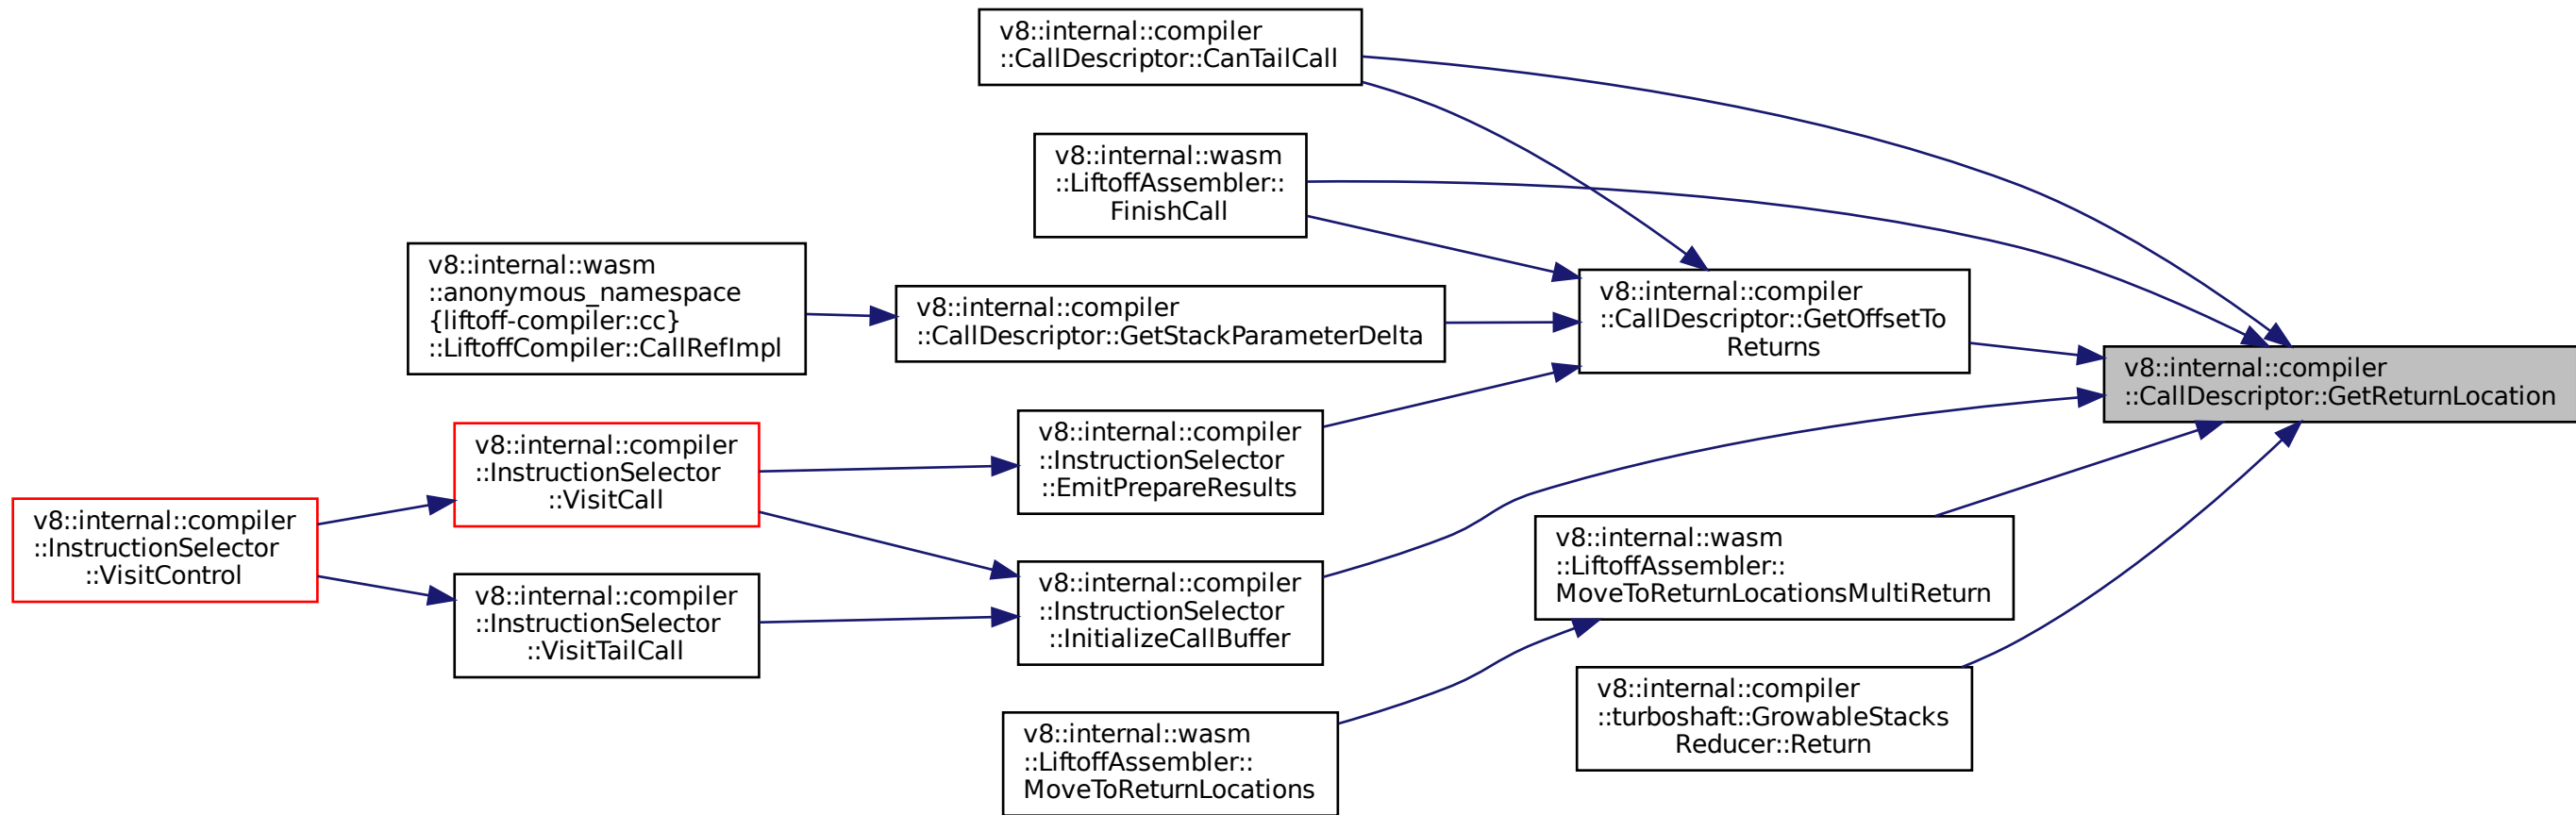 v8::internal::compiler
::CallDescriptor::CanTailCall
v8::internal::wasm
::LiftoffAssembler::
FinishCall
v8::internal::wasm
::anonymous_namespace
{liftoff-compiler::cc}
::LiftoffCompiler::CallRefImpl
v8::internal::compiler
::CallDescriptor::GetStackParameterDelta
v8::internal::compiler
::CallDescriptor::GetOffsetTo
Returns
v8::internal::compiler
::CallDescriptor::GetReturnLocation
v8::internal::compiler
::InstructionSelector
::VisitControl
v8::internal::compiler
::InstructionSelector
::VisitCall
v8::internal::compiler
::InstructionSelector
::EmitPrepareResults
v8::internal::compiler
::InstructionSelector
::VisitTailCall
v8::internal::compiler
::InstructionSelector
::InitializeCallBuffer
v8::internal::wasm
::LiftoffAssembler::
MoveToReturnLocationsMultiReturn
v8::internal::wasm
::LiftoffAssembler::
MoveToReturnLocations
v8::internal::compiler
::turboshaft::GrowableStacks
Reducer::Return